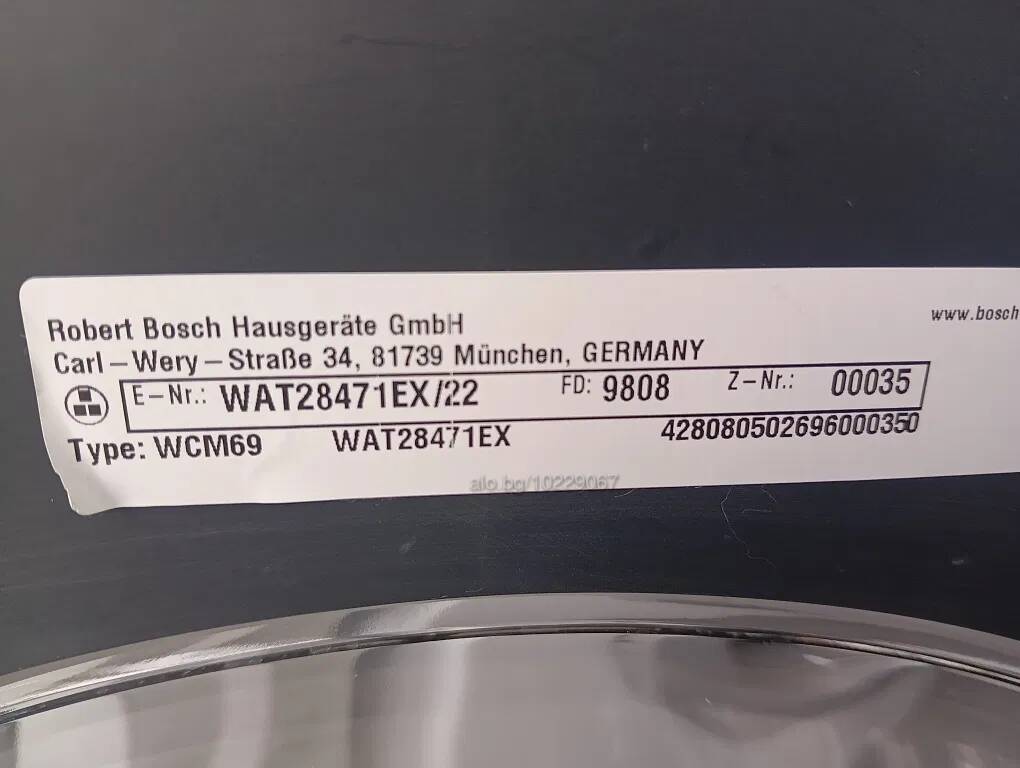 Robert Bosch Hausgeräte GmbH
www.bosch-
Carl–Wery–Straße 34, 81739 München, GERMANY
E–Nr.: WAT28471EX/22 FD: 9808 Z–Nr.: 00035
Type: WCM69 WAT28471EX 428080502696000350
alo.bg/10229067